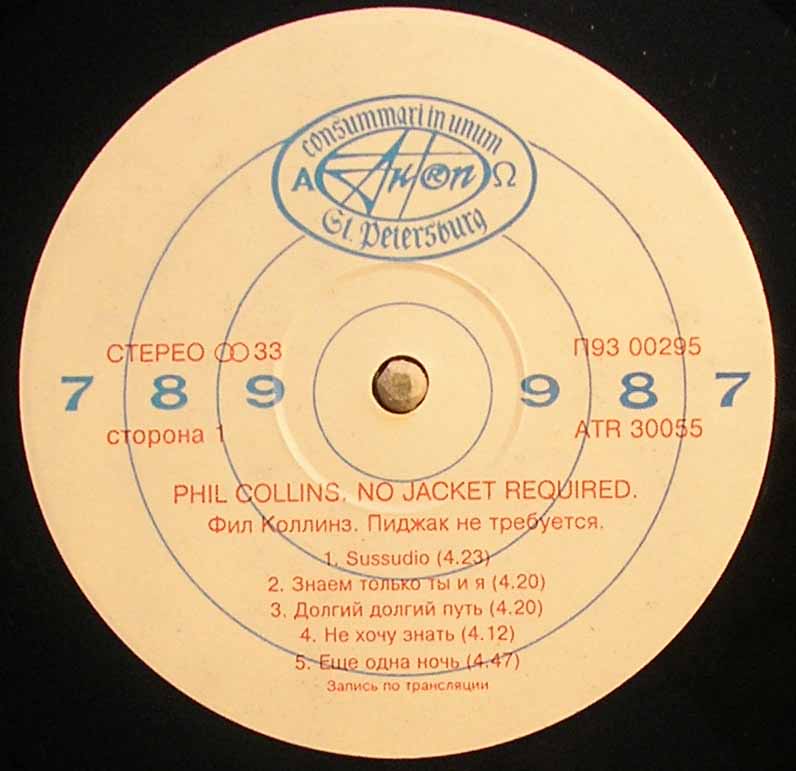 consummari in unum
A Антроп Ω
St. Petersburg
СТЕРЕО 33
П93 00295
7 8 9 9 8 7
сторона 1
ATR 30055
PHIL COLLINS, NO JACKET REQUIRED.
Фил Коллинз. Пиджак не требуется.
1. Sussudio (4.23)
2. Знаем только ты и я (4.20)
3. Долгий долгий путь (4.20)
4. Не хочу знать (4.12)
5. Еще одна ночь (4.47)
Запись по трансляции